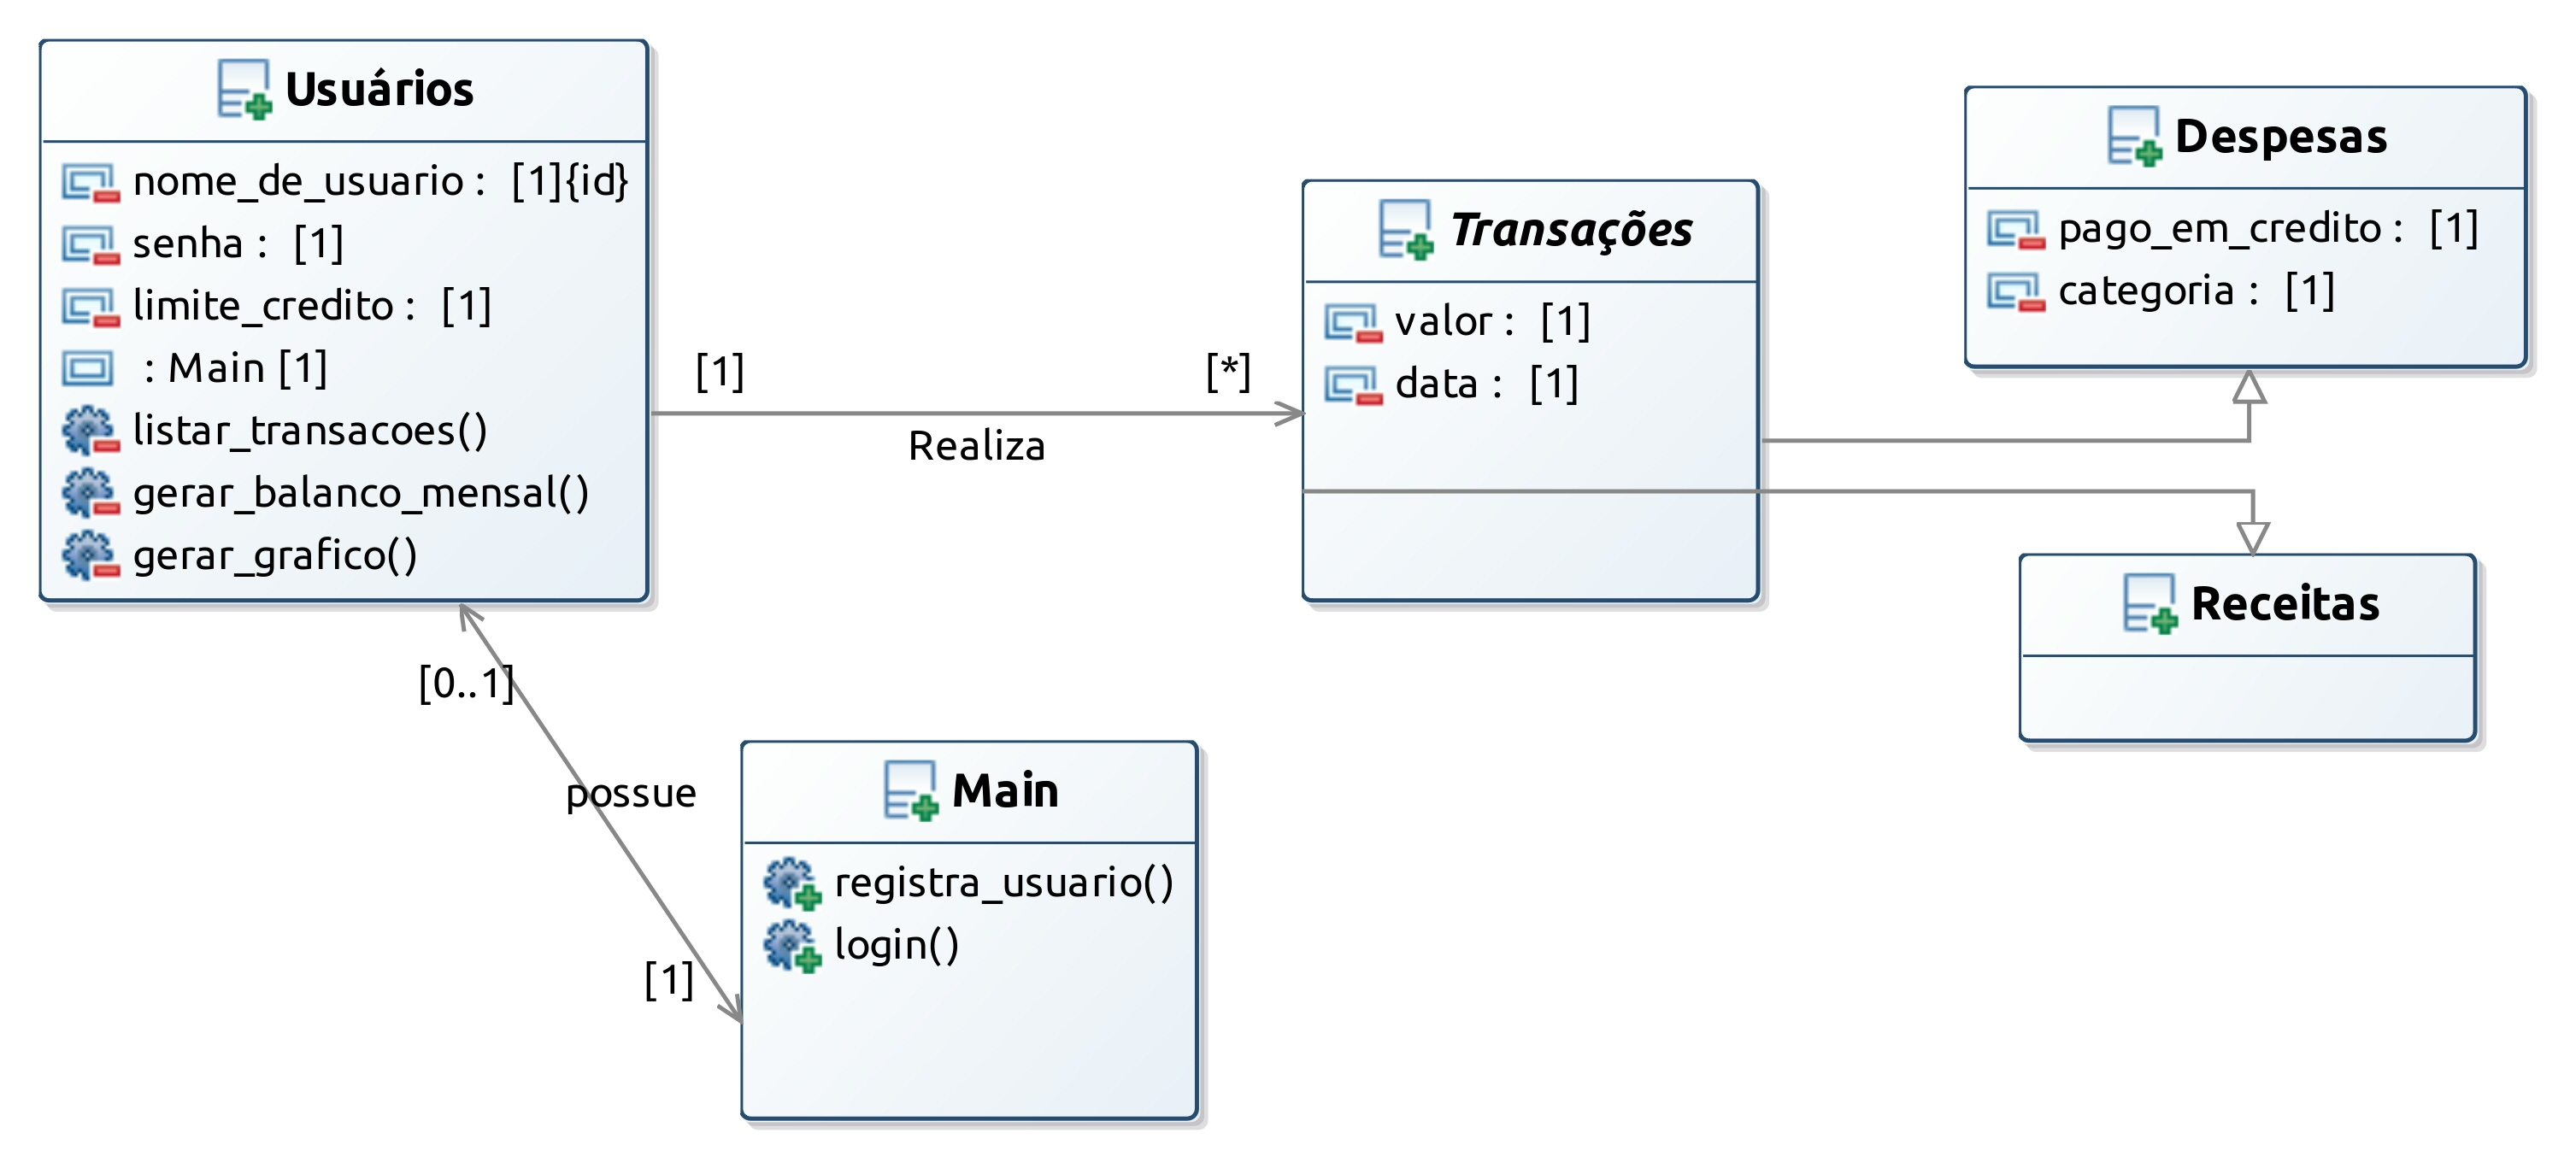 Usuários
nome_de_usuario : [1]{id}
senha : [1]
limite_credito : [1]
: Main [1]
listar_transacoes()
gerar_balanco_mensal()
gerar_grafico()
[1]
[*]
Realiza
Transações
valor : [1]
data : [1]
Despesas
pago_em_credito : [1]
categoria : [1]
Receitas
[0..1]
possue
[1]
Main
registra_usuario()
login()